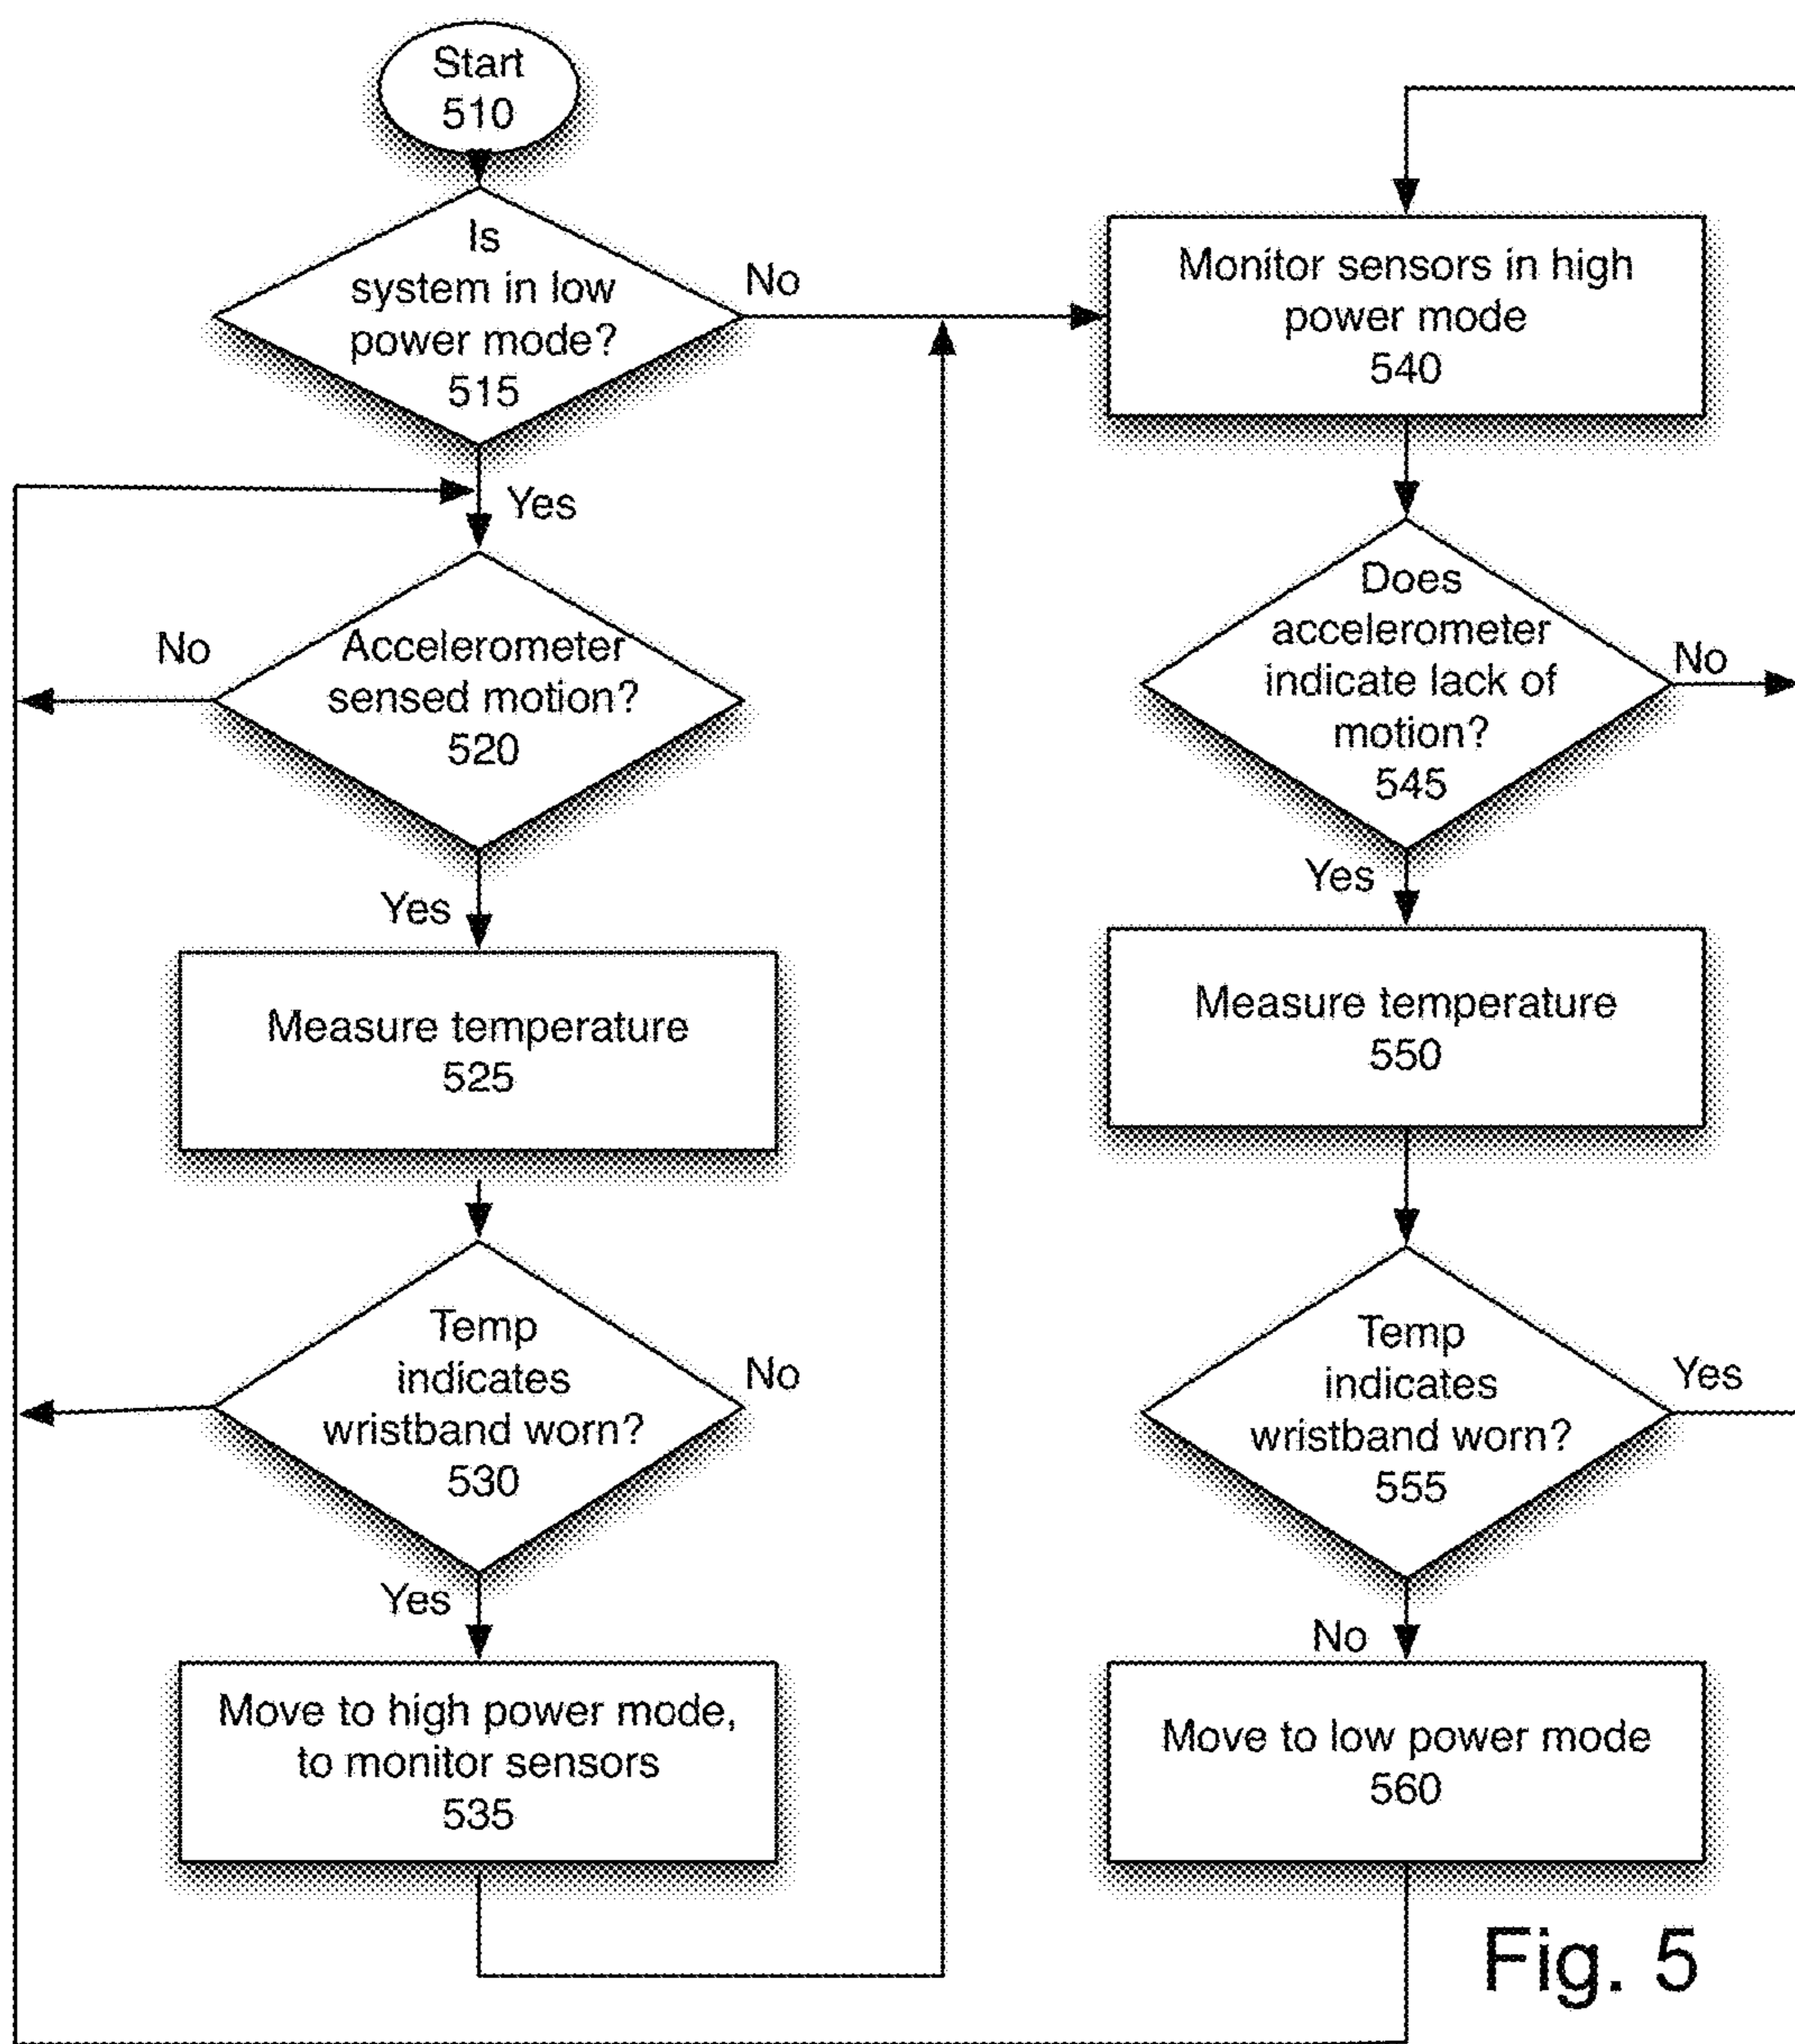 Start
510
Is
system in low
power mode?
515
No
Yes
Accelerometer
sensed motion?
520
No
Yes
Measure temperature
525
Temp
indicates
wristband worn?
530
No
Yes
Move to high power mode,
to monitor sensors
535
Monitor sensors in high
power mode
540
Does
accelerometer
indicate lack of
motion?
545
No
Yes
Measure temperature
550
Temp
indicates
wristband worn?
555
Yes
No
Move to low power mode
560
Fig. 5